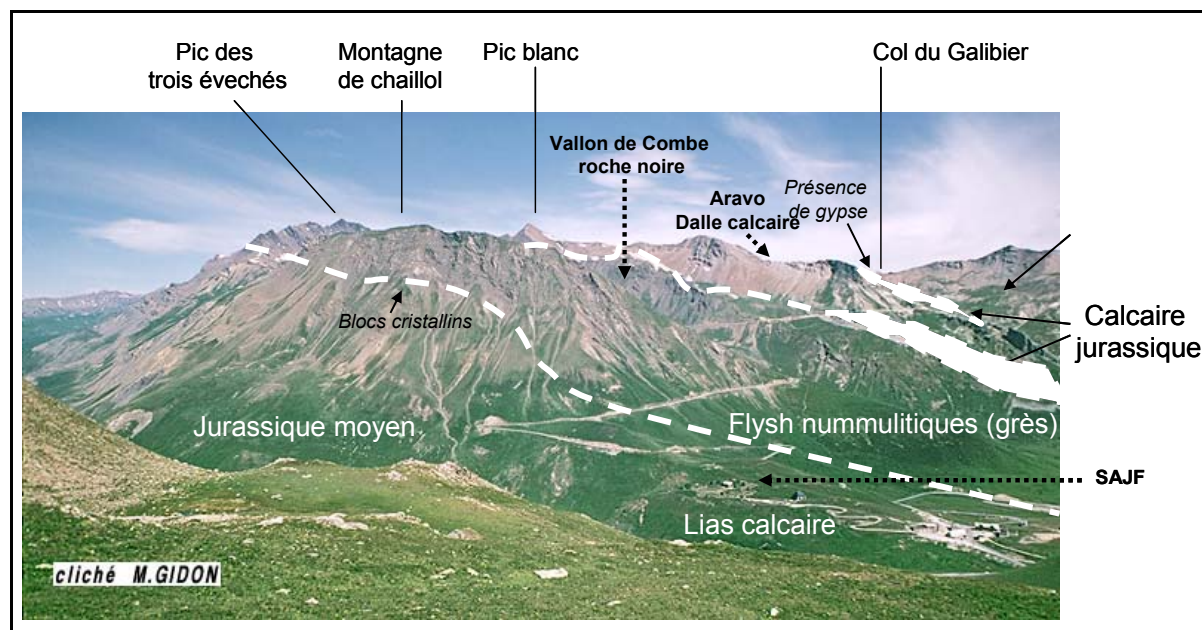 Pic des
trois évechés
Montagne
de chaillol
Pic blanc
Col du Galibier
Vallon de Combe
roche noire
Aravo
Dalle calcaire
Présence
de gypse
Blocs cristallins
Calcaire
jurassique
Jurassique moyen
Flysh nummulitiques (grès)
SAJF
Lias calcaire
cliché M.GIDON